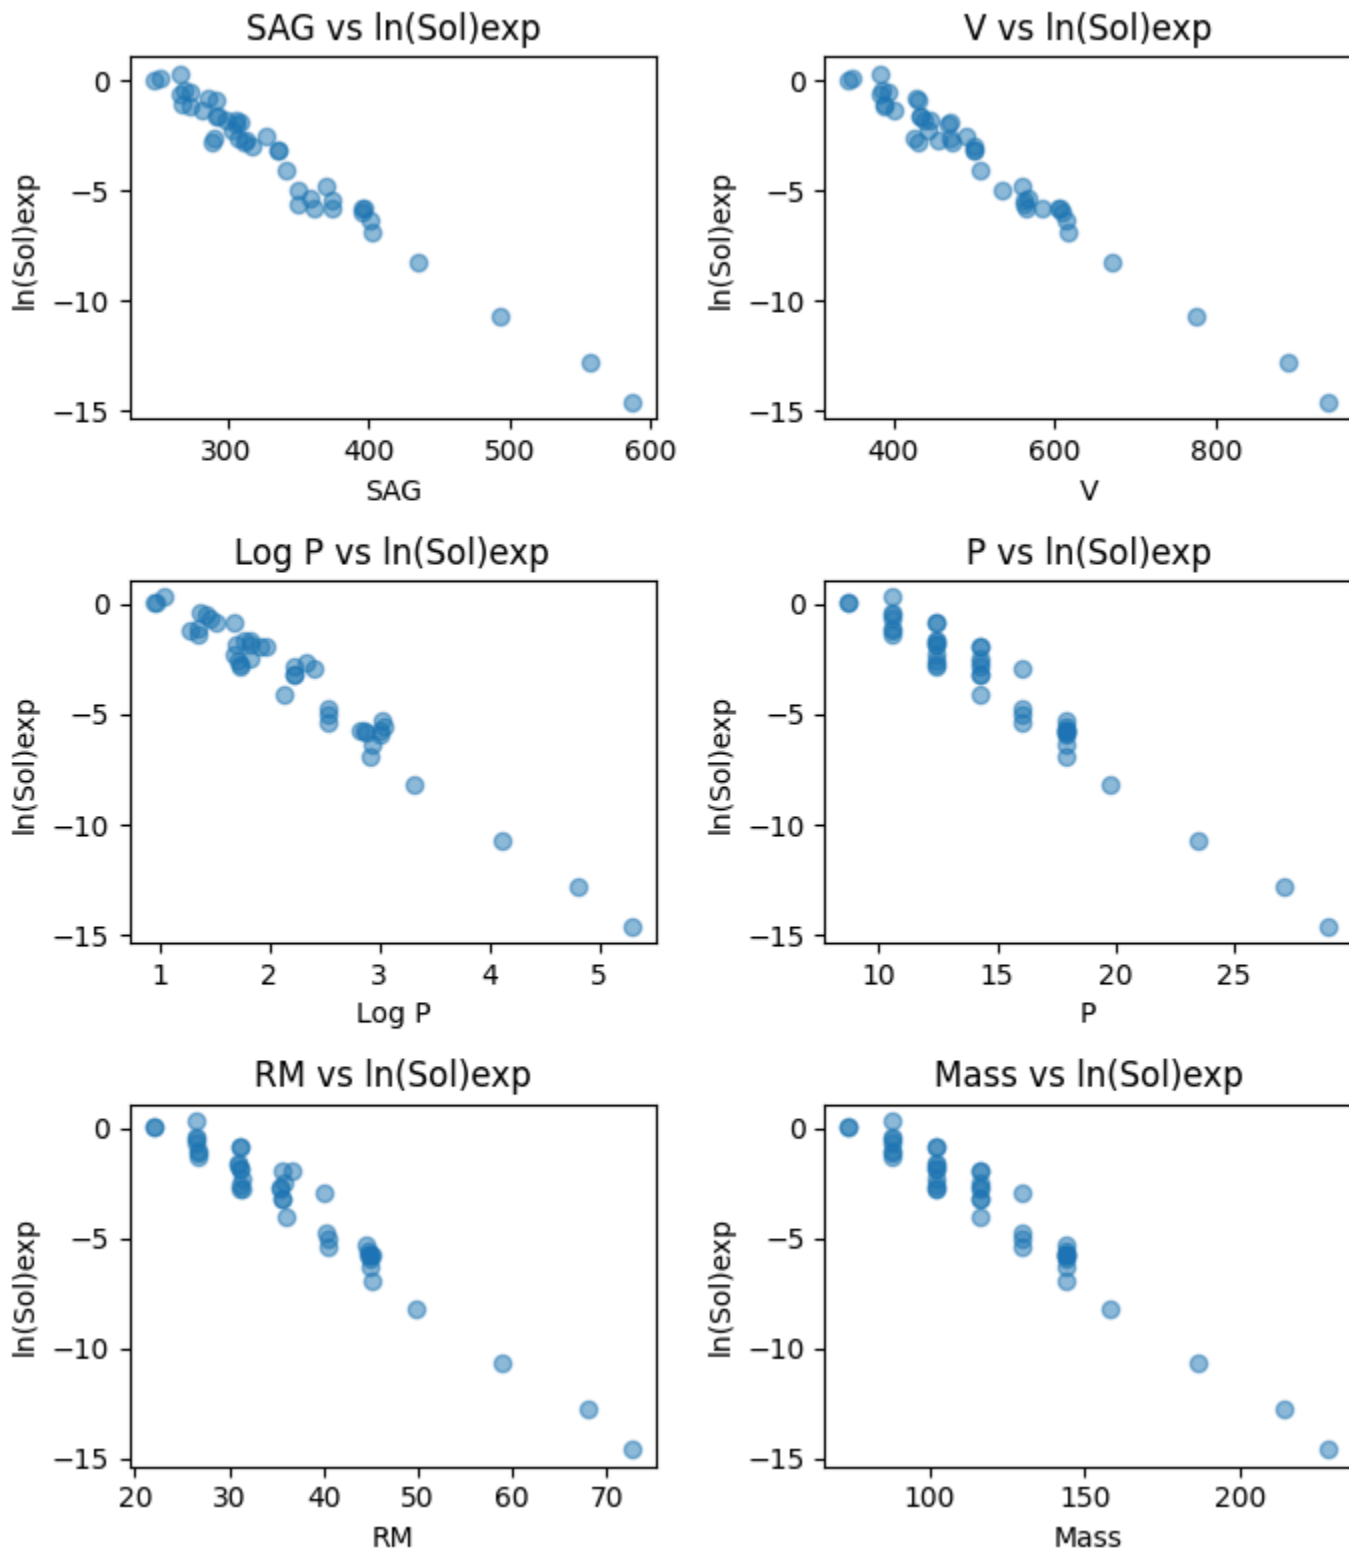 SAG vs ln(Sol)exp
V vs ln(Sol)exp
0
−5
−10
−15
ln(Sol)exp
300 400 500 600
SAG
0
−5
−10
−15
ln(Sol)exp
400 600 800
V
Log P vs ln(Sol)exp
P vs ln(Sol)exp
0
−5
−10
−15
ln(Sol)exp
1 2 3 4 5
Log P
0
−5
−10
−15
ln(Sol)exp
10 15 20 25
P
RM vs ln(Sol)exp
Mass vs ln(Sol)exp
0
−5
−10
−15
ln(Sol)exp
20 30 40 50 60 70
RM
0
−5
−10
−15
ln(Sol)exp
100 150 200
Mass